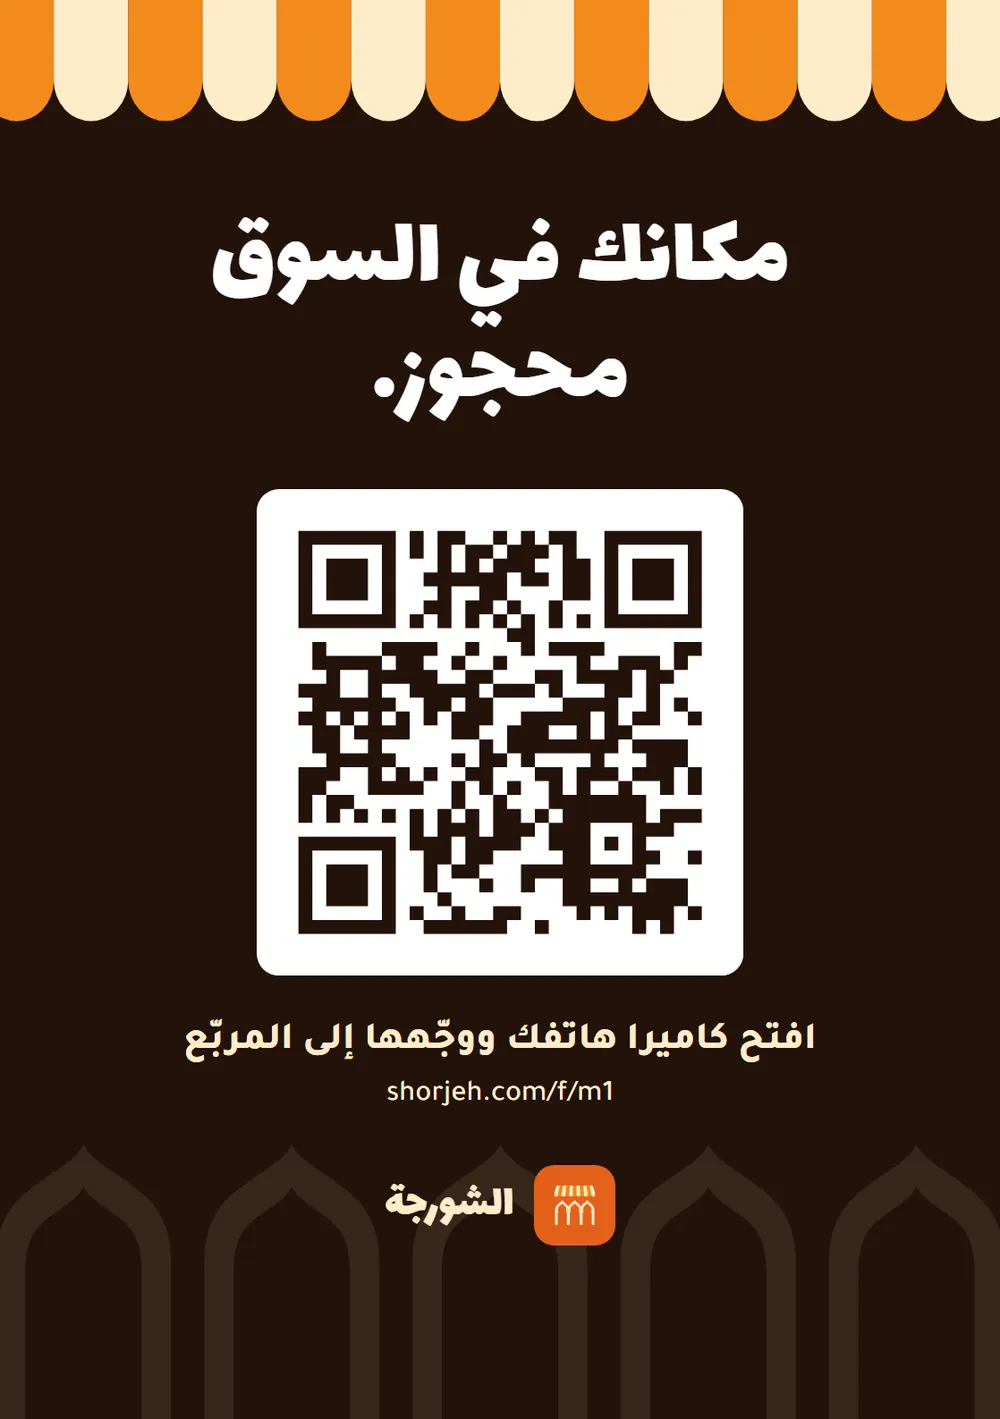 مكانك في السوق
محجوز.
افتح كاميرا هاتفك ووجّهها إلى المربّع
shorjeh.com/f/m1
الشورجة